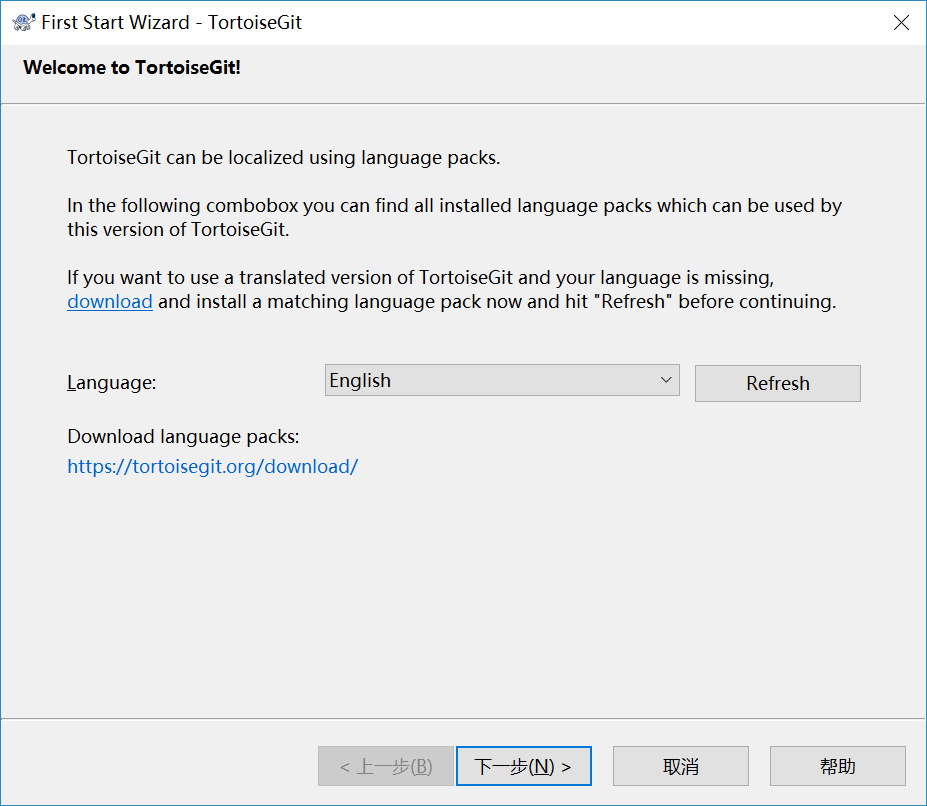 First Start Wizard - TortoiseGit
Welcome to TortoiseGit!
TortoiseGit can be localized using language packs.
In the following combobox you can find all installed language packs which can be used by
this version of TortoiseGit.
If you want to use a translated version of TortoiseGit and your language is missing,
download and install a matching language pack now and hit "Refresh" before continuing.
Language: English Refresh
Download language packs:
https://tortoisegit.org/download/
< 上一步(B) 下一步(N) > 取消 帮助